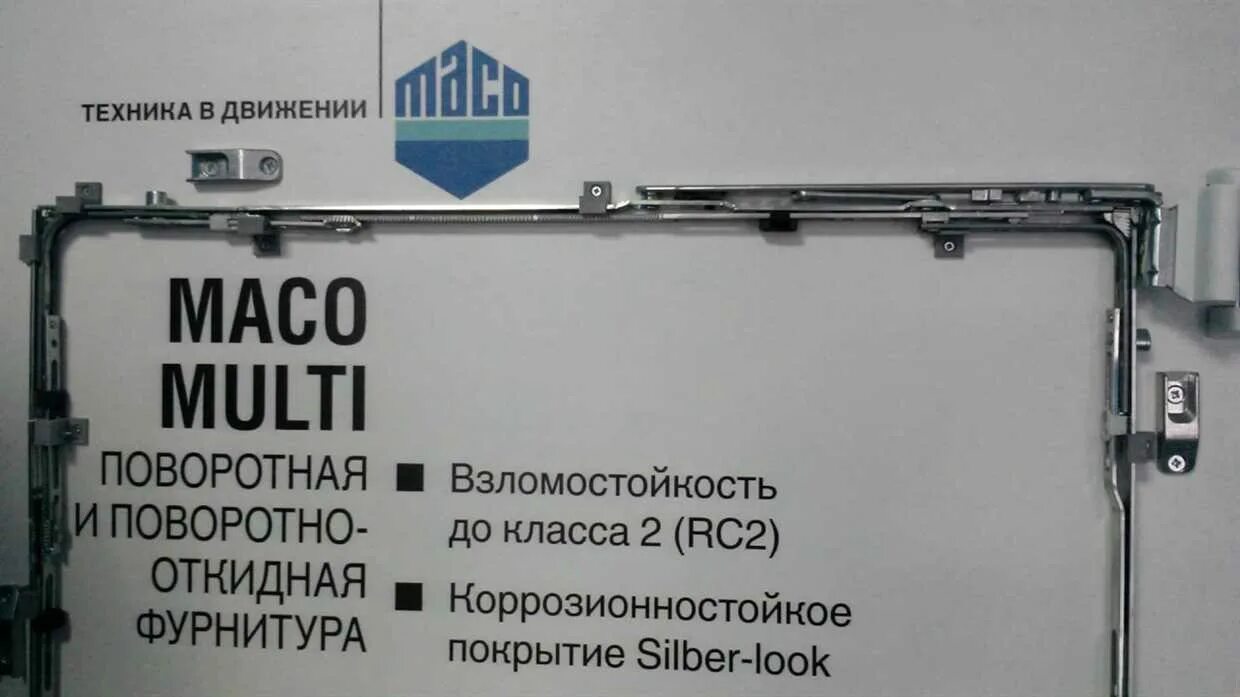 ТЕХНИКА В ДВИЖЕНИИ
maco
MACO
MULTI
ПОВОРОТНАЯ
И ПОВОРОТНО-
ОТКИДНАЯ
ФУРНИТУРА
■ Взломостойкость
до класса 2 (RC2)
■ Коррозионностойкое
покрытие Silber-look